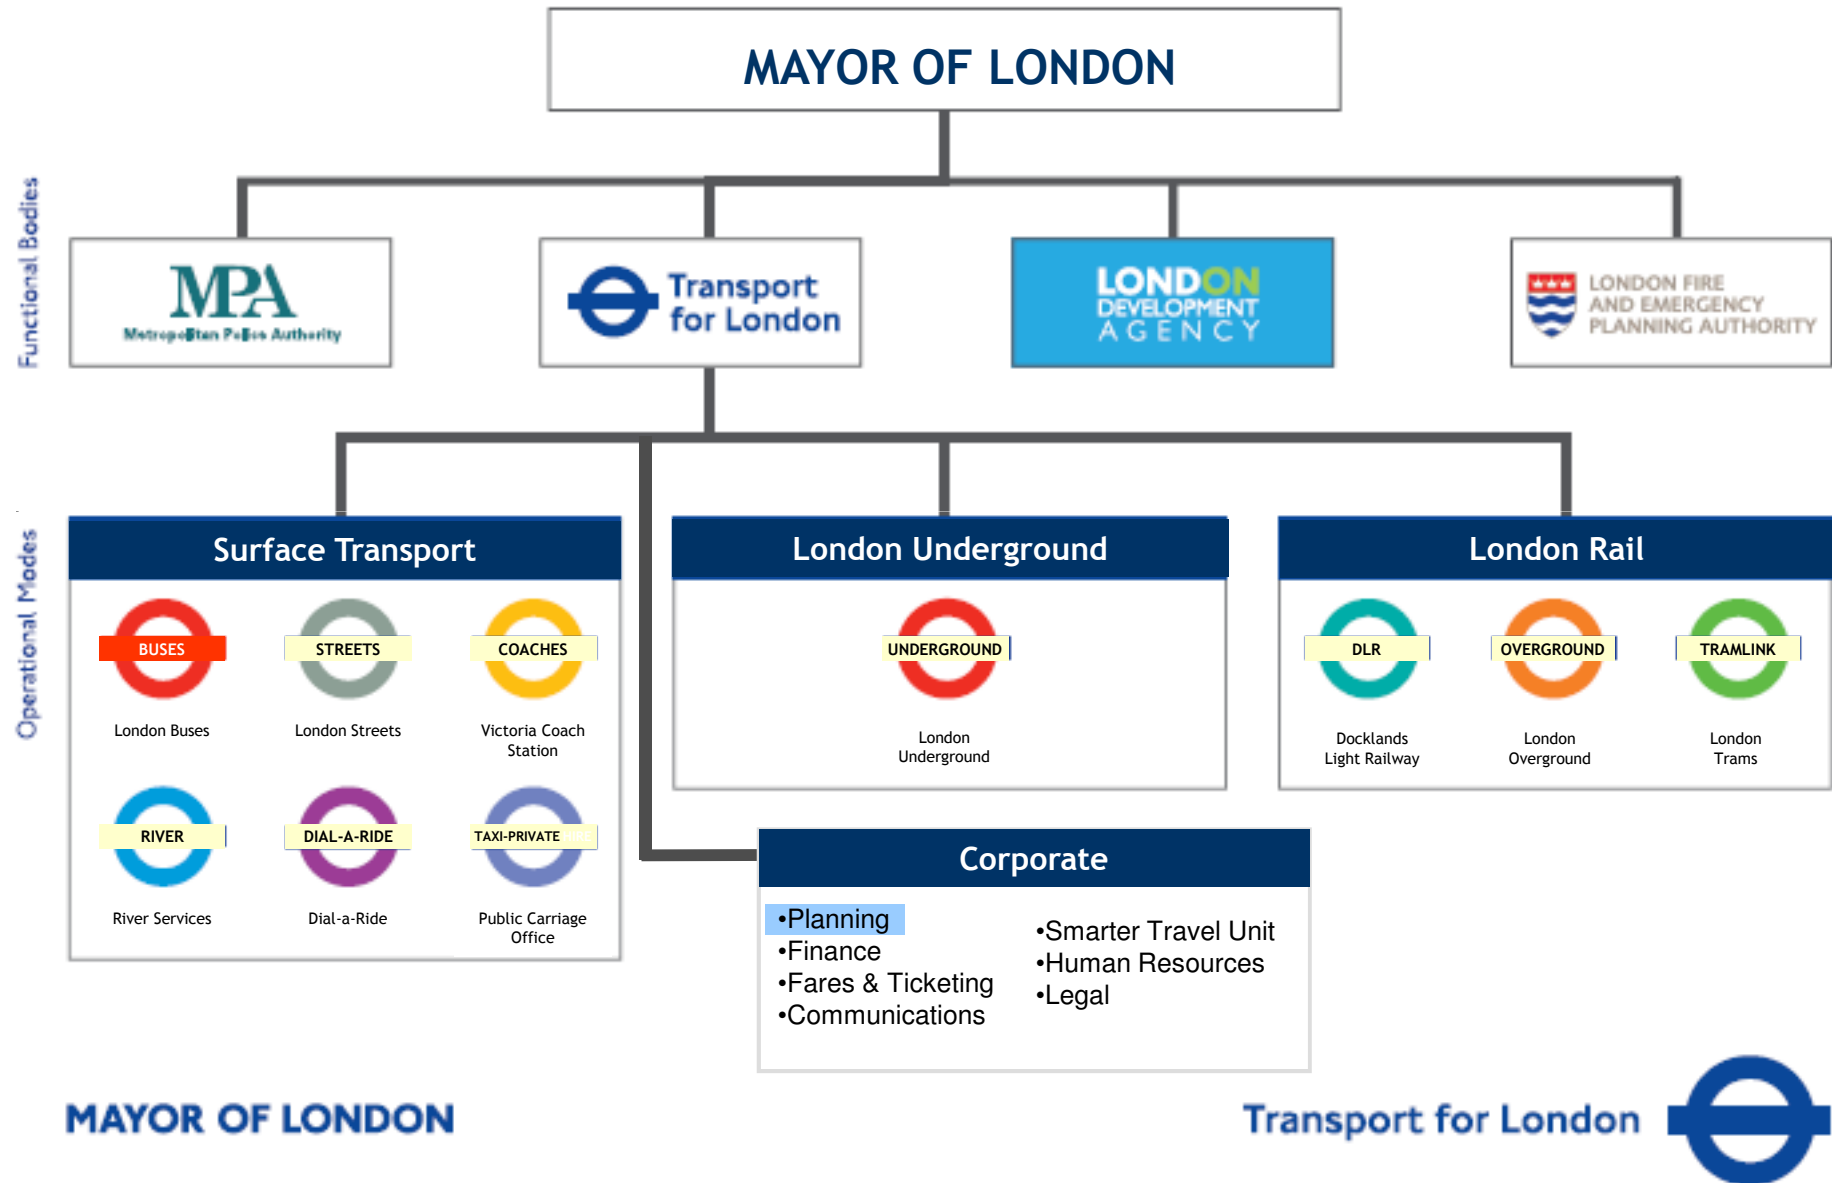 MAYOR OF LONDON
Functional Bodies
MPA
Metropolitan Police Authority
Transport
for London
LONDON
DEVELOPMENT
AGENCY
LONDON FIRE
AND EMERGENCY
PLANNING AUTHORITY
Operational Modes
Surface Transport
BUSES
STREETS
COACHES
London Buses
London Streets
Victoria Coach
Station
RIVER
DIAL-A-RIDE
TAXI-PRIVATE HIRE
River Services
Dial-a-Ride
Public Carriage
Office
London Underground
UNDERGROUND
London
Underground
London Rail
DLR
OVERGROUND
TRAMLINK
Docklands
Light Railway
London
Overground
London
Trams
Corporate
•Planning
•Finance
•Fares & Ticketing
•Communications
•Smarter Travel Unit
•Human Resources
•Legal
MAYOR OF LONDON
Transport for London